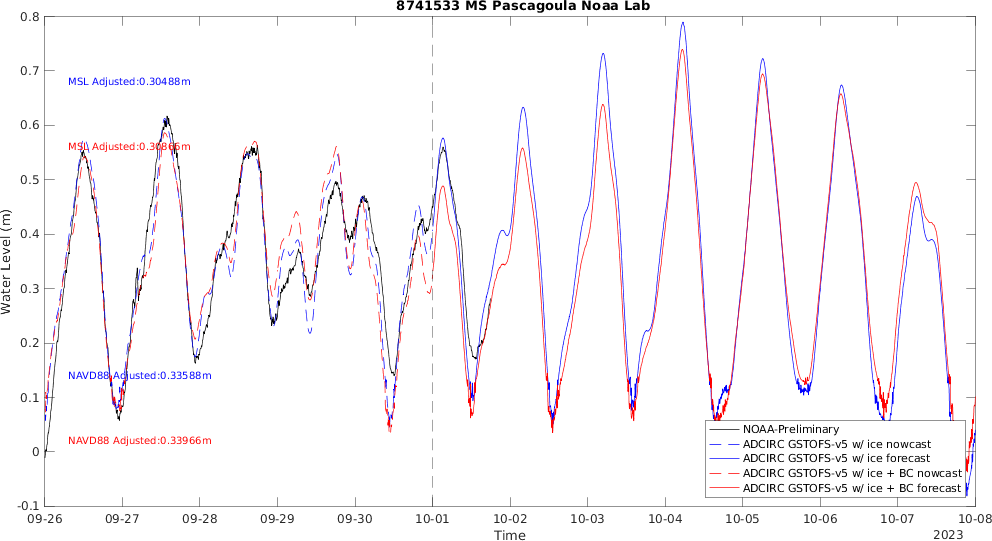 8741533 MS Pascagoula Noaa Lab
0.8
0.7
0.6
0.5
0.4
0.3
0.2
0.1
0
-0.1
Water Level (m)
MSL Adjusted:0.30488m
MSL Adjusted:0.30865m
NAVD88 Adjusted:0.33588m
NAVD88 Adjusted:0.33966m
NOAA-Preliminary
ADCIRC GSTOFS-v5 w/ ice nowcast
ADCIRC GSTOFS-v5 w/ ice forecast
ADCIRC GSTOFS-v5 w/ ice + BC nowcast
ADCIRC GSTOFS-v5 w/ ice + BC forecast
09-26 09-27 09-28 09-29 09-30 10-01 10-02 10-03 10-04 10-05 10-06 10-07 10-08
Time
2023